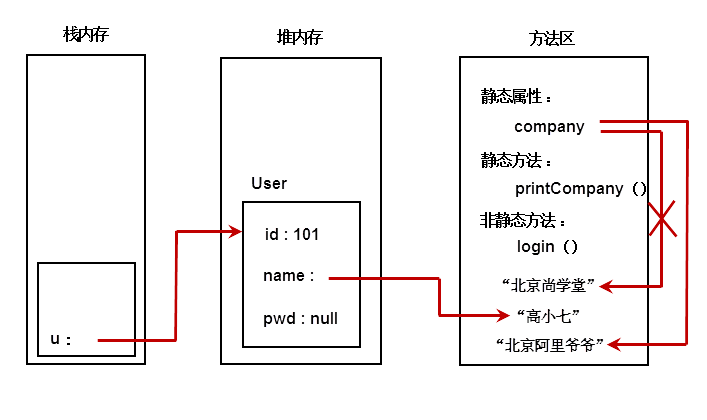 栈内存
堆内存
方法区
u：
User
id : 101
name :
pwd : null
静态属性：
company
静态方法：
printCompany（）
非静态方法：
login（）
“北京尚学堂”
“高小七”
“北京阿里爷爷”